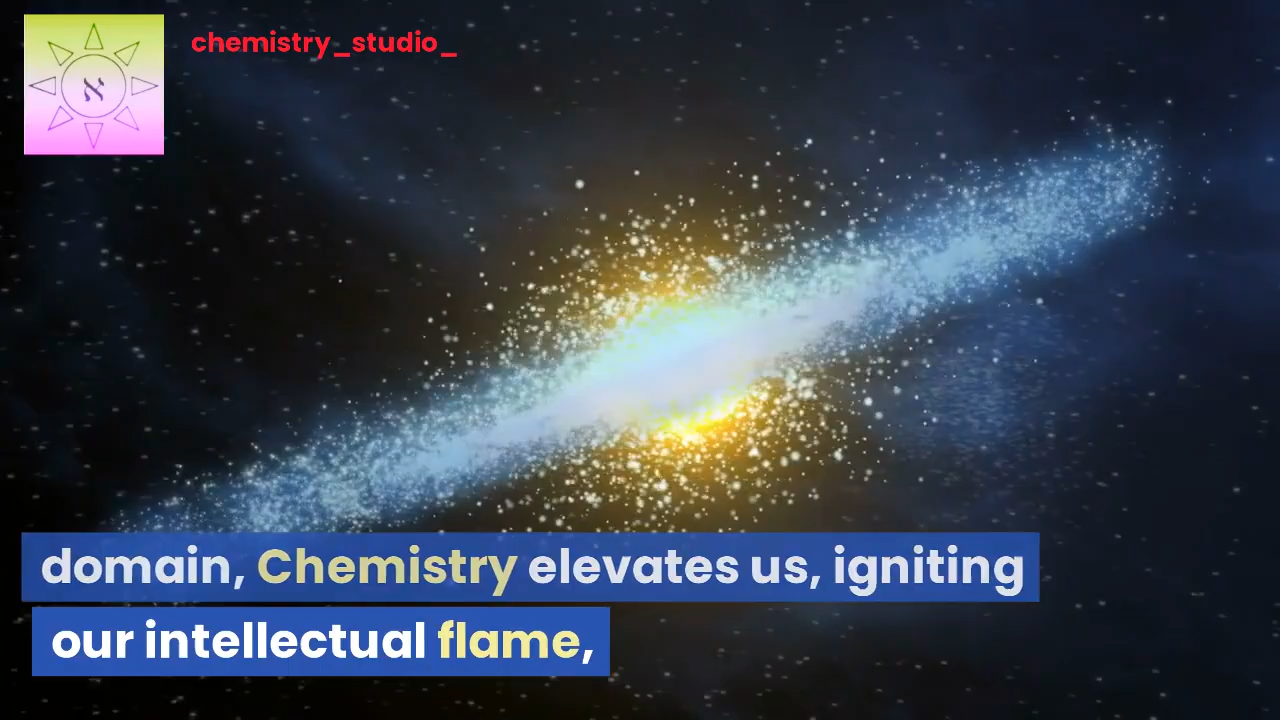 chemistry_studio_
א
domain, Chemistry elevates us, igniting
our intellectual flame,